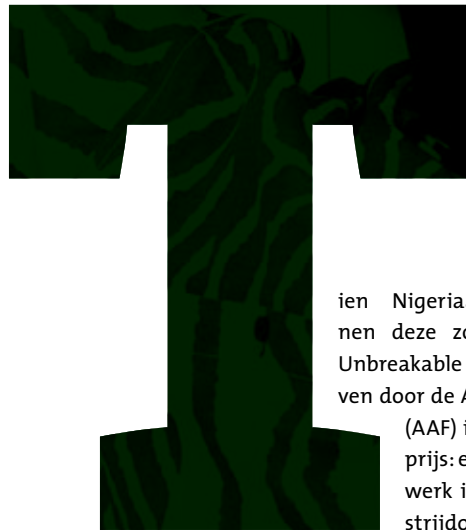 T
ien Nigeria
nen deze zo
Unbreakable
ven door de A
(AAF) i
prijs: e
werk i
strijdo